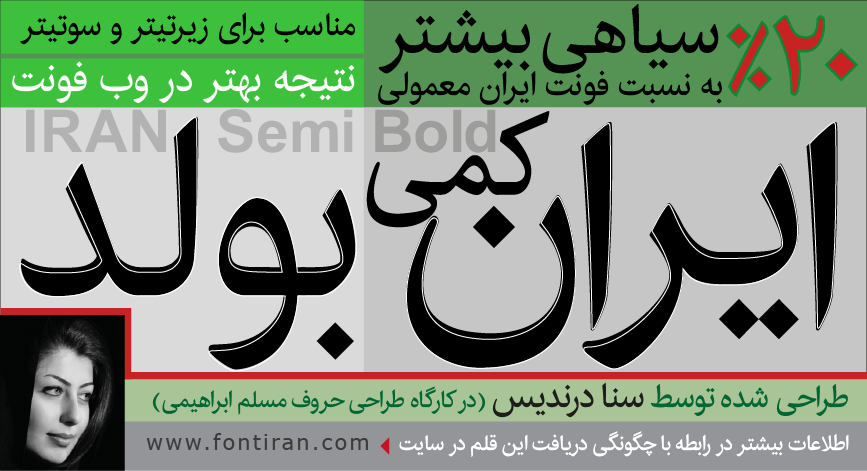 ٪۲۰ سیاهی بیشتر
به نسبت فونت ایران معمولی
مناسب برای زیرتیتر و سوتیتر
نتیجه بهتر در وب فونت
IRAN Semi Bold
ایران کمی بولد
طراحی شده توسط سنا درندیس (در کارگاه طراحی حروف مسلم ابراهیمی)
اطلاعات بیشتر در رابطه با چگونگی دریافت این قلم در سایت www.fontiran.com